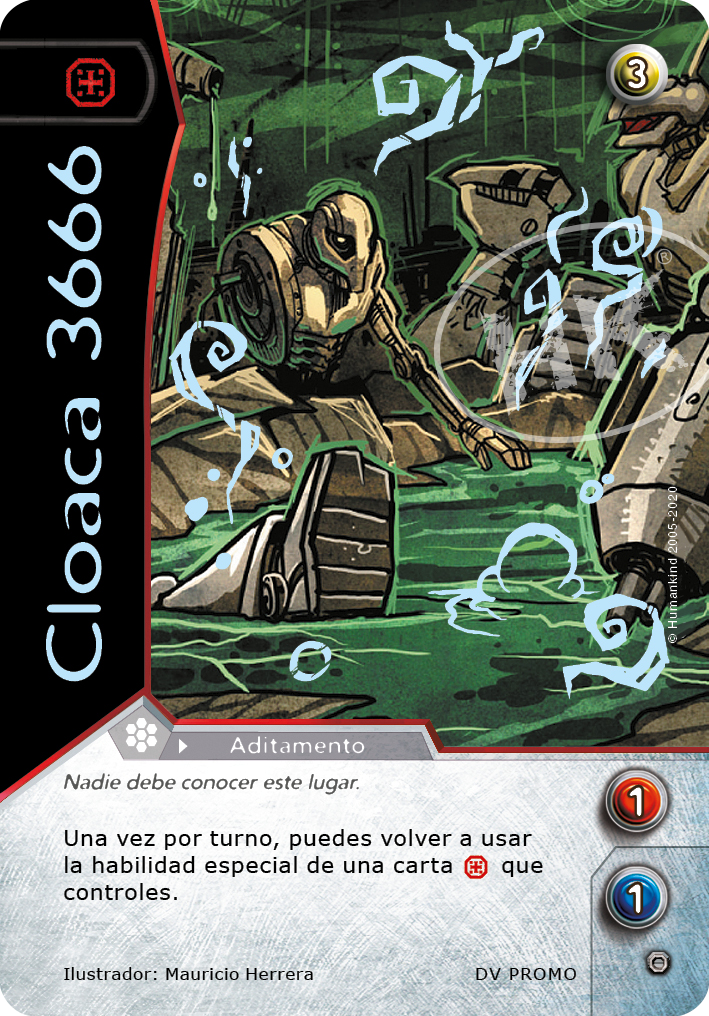 3
Cloaca 3666
HK
®
© Humankind 2005-2020
Aditamento
Nadie debe conocer este lugar.
1
Una vez por turno, puedes volver a usar
la habilidad especial de una carta que
controles.
1
Ilustrador: Mauricio Herrera
DV PROMO